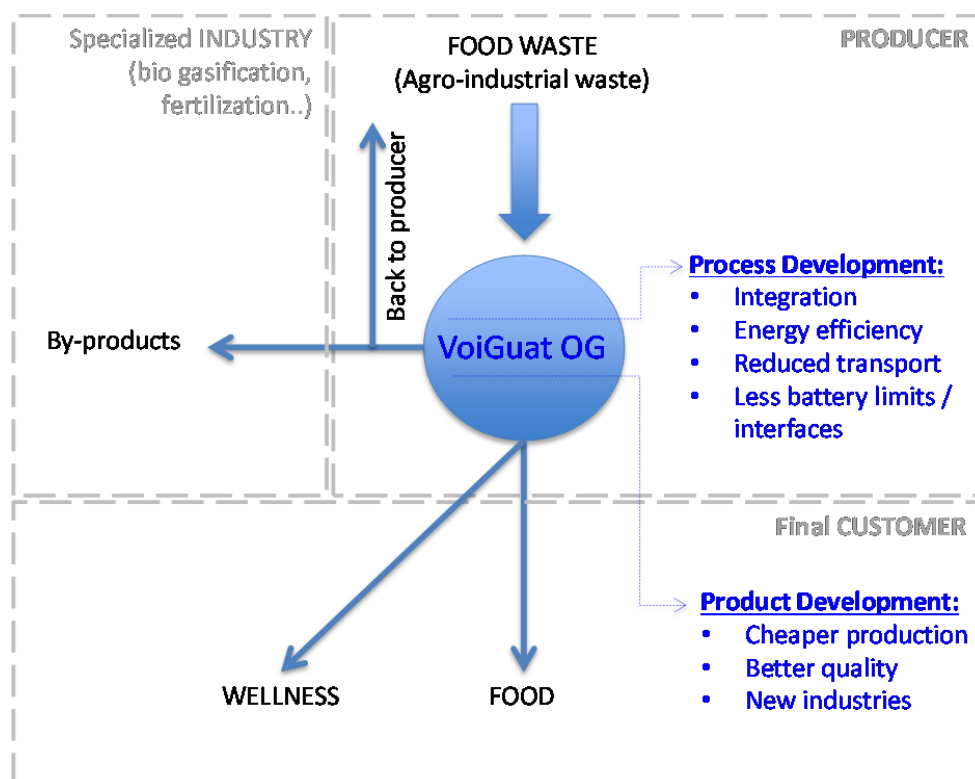 Specialized INDUSTRY
(bio gasification,
fertilization..)
FOOD WASTE
(Agro-industrial waste)
PRODUCER
Back to producer
By-products
VoiGuat OG
Process Development:
• Integration
• Energy efficiency
• Reduced transport
• Less battery limits /
interfaces
Final CUSTOMER
Product Development:
• Cheaper production
• Better quality
• New industries
WELLNESS
FOOD